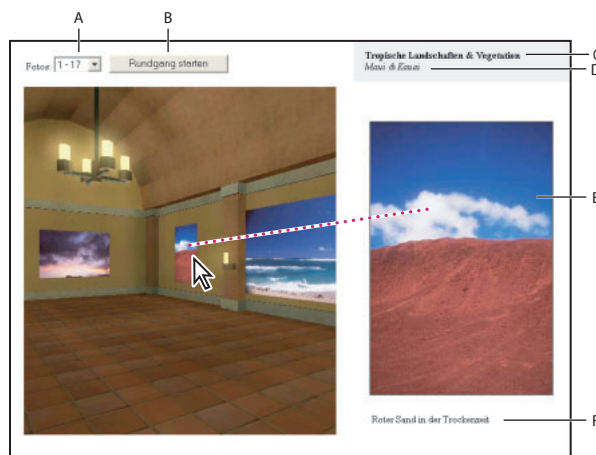 A
B
Fotos: 1 - 17
Rundgang starten
Tropische Landschaften & Vegetation
C
Maui & Kauai
D
E
Roter Sand in der Trockenzeit
F